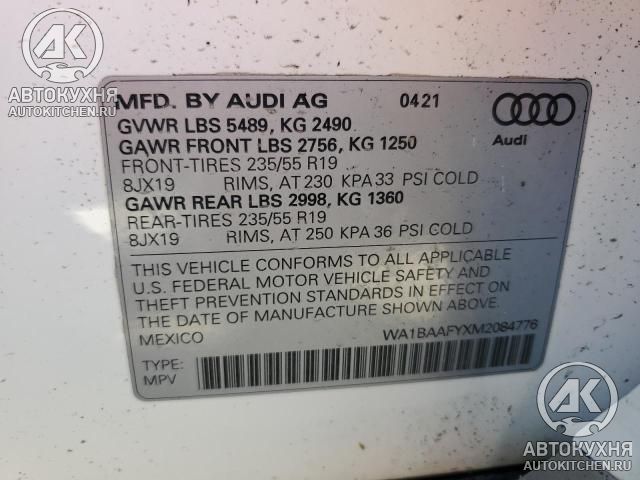 АК
АВТОКУХНЯ
AUTOKITCHEN.RU
MFD. BY AUDI AG 0421
GVWR LBS 5489, KG 2490
GAWR FRONT LBS 2756, KG 1250
FRONT-TIRES 235/55 R19
8JX19 RIMS, AT 230 KPA 33 PSI COLD
GAWR REAR LBS 2998, KG 1360
REAR-TIRES 235/55 R19
8JX19 RIMS, AT 250 KPA 36 PSI COLD
Audi
THIS VEHICLE CONFORMS TO ALL APPLICABLE
U.S. FEDERAL MOTOR VEHICLE SAFETY AND
THEFT PREVENTION STANDARDS IN EFFECT ON
THE DATE OF MANUFACTURE SHOWN ABOVE.
MEXICO WA1BAAFYXM2084776
TYPE:
MPV
АК
АВТОКУХНЯ
AUTOKITCHEN.RU